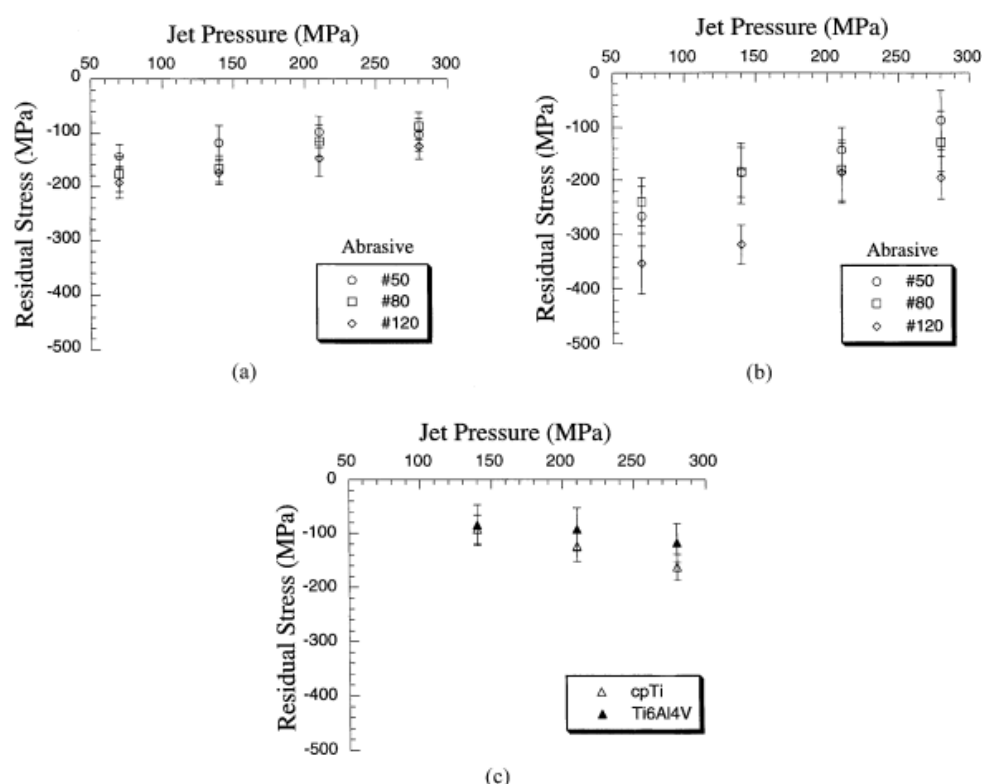 Jet Pressure (MPa)
50 100 150 200 250 300
0
-100
-200
-300
-400
-500
Residual Stress (MPa)
Abrasive
#50
#80
#120
(a)
Jet Pressure (MPa)
50 100 150 200 250 300
0
-100
-200
-300
-400
-500
Residual Stress (MPa)
Abrasive
#50
#80
#120
(b)
Jet Pressure (MPa)
50 100 150 200 250 300
0
-100
-200
-300
-400
-500
Residual Stress (MPa)
cpTi
Ti6Al4V
(c)